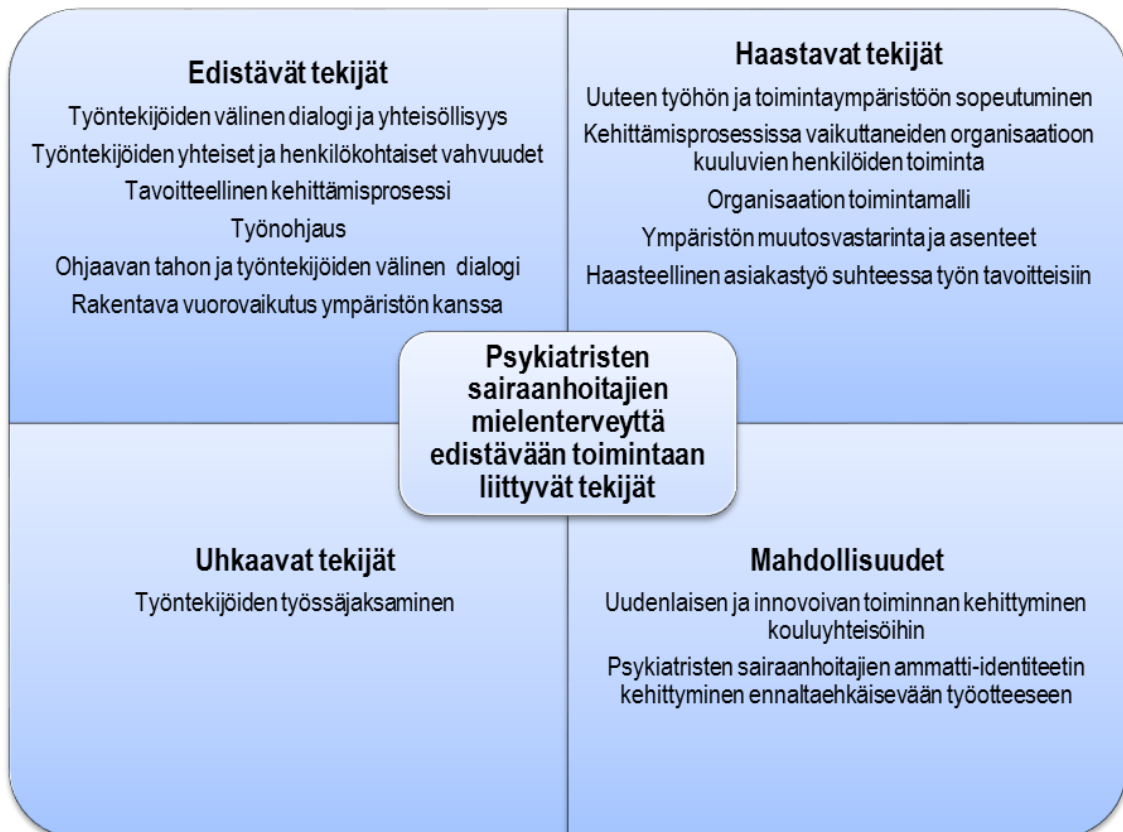 Edistävät tekijät
Työntekijöiden välinen dialogi ja yhteisöllisyys
Työntekijöiden yhteiset ja henkilökohtaiset vahvuudet
Tavoitteellinen kehittämisprosessi
Työnohjaus
Ohjaavan tahon ja työntekijöiden välinen dialogi
Rakentava vuorovaikutus ympäristön kanssa
Haastavat tekijät
Uuteen työhön ja toimintaympäristöön sopeutuminen
Kehittämisprosessissa vaikuttaneiden organisaatioon
kuuluvien henkilöiden toiminta
Organisaation toimintamalli
Ympäristön muutosvastarinta ja asenteet
Haasteellinen asiakastyö suhteessa työn tavoitteisiin
Psykiatristen
sairaanhoitajien
mielenterveyttä
edistävään toimintaan
liittyvät tekijät
Uhkaavat tekijät
Työntekijöiden työssäjaksaminen
Mahdollisuudet
Uudenlaisen ja innovoivan toiminnan kehittyminen
kouluyhteisöihin
Psykiatristen sairaanhoitajien ammatti-identiteetin
kehittyminen ennaltaehkäisevään työotteeseen